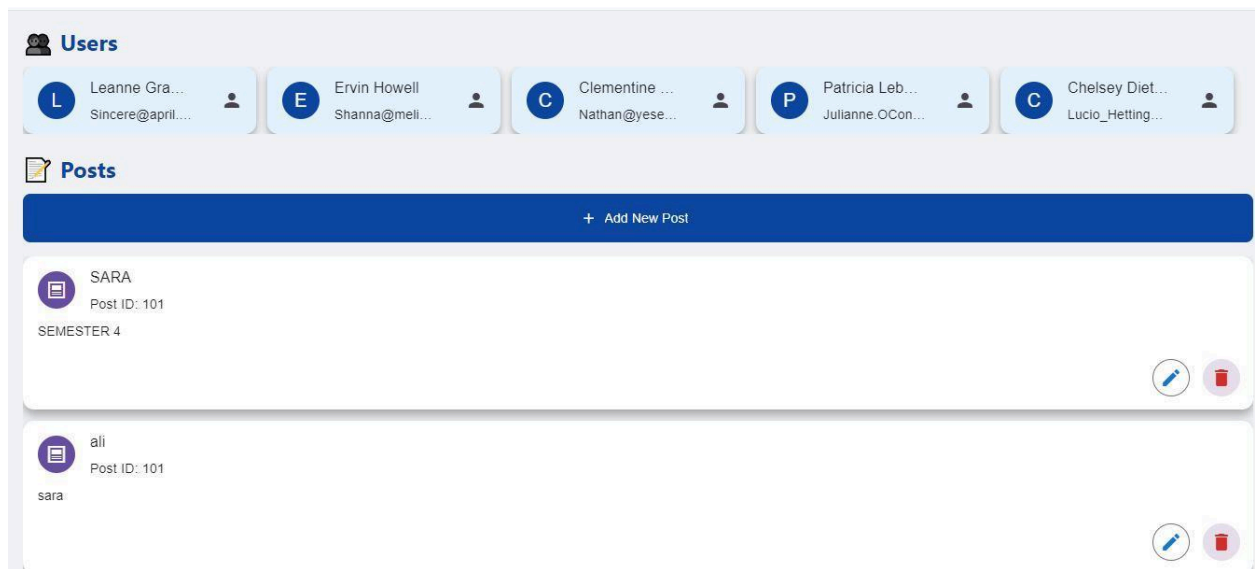 Users
L
Leanne Gra...
Sincere@april....
E
Ervin Howell
Shanna@meli...
C
Clementine ...
Nathan@yese...
P
Patricia Leb...
Julianne.OCon...
C
Chelsey Diet...
Lucio_Hetting...
Posts
+ Add New Post
SARA
Post ID: 101
SEMESTER 4
ali
Post ID: 101
sara